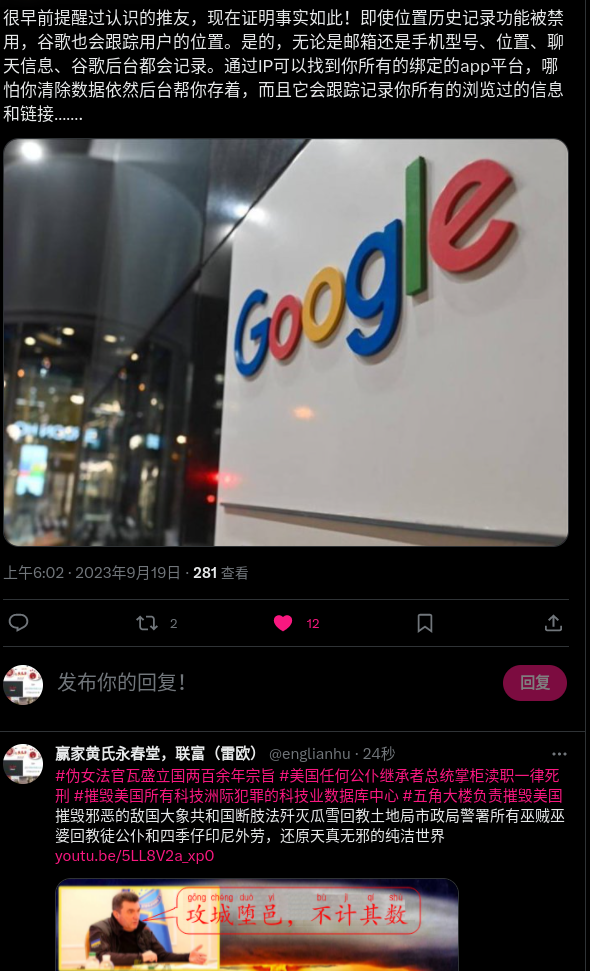 很早前提醒过认识的推友，现在证明事实如此！即使位置历史记录功能被禁
用，谷歌也会跟踪用户的位置。是的，无论是邮箱还是手机型号、位置、聊
天信息、谷歌后台都会记录。通过IP可以找到你所有的绑定的app平台，哪
怕你清除数据依然后台帮你存着，而且它会跟踪记录你所有的浏览过的信息
和链接.......
Google
上午6:02 · 2023年9月19日 · 281 查看
2
12
发布你的回复！
回复
赢家黄氏永春堂，联富（雷欧） @englianhu · 24秒
#伪女法官瓦盛立国两百余年宗旨 #美国任何公仆继承者总统掌柜渎职一律死
刑 #摧毁美国所有科技洲际犯罪的科技业数据库中心 #五角大楼负责摧毁美国
摧毁邪恶的敌国大象共和国断肢法歼灭瓜雪回教土地局市政局警署所有巫贼巫
婆回教徒公仆和四季仔印尼外劳，还原天真无邪的纯洁世界
youtu.be/5LL8V2a_xp0
gōng chéng duó yì bù jì qí shù
攻城堕邑，不计其数